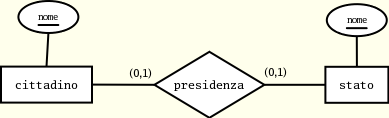 nome
nome
(0,1)
(0,1)
cittadino
presidenza
stato